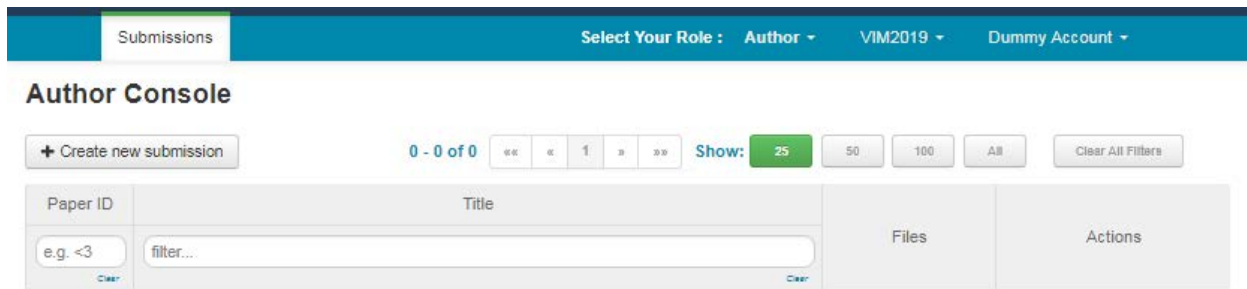 Submissions Select Your Role : Author VIM2019 Dummy Account
Author Console
+ Create new submission 0 - 0 of 0 «« « 1 » »» Show: 25 50 100 All Clear All Filters
Paper ID Title Files Actions
e.g. <3 filter...
Clear Clear